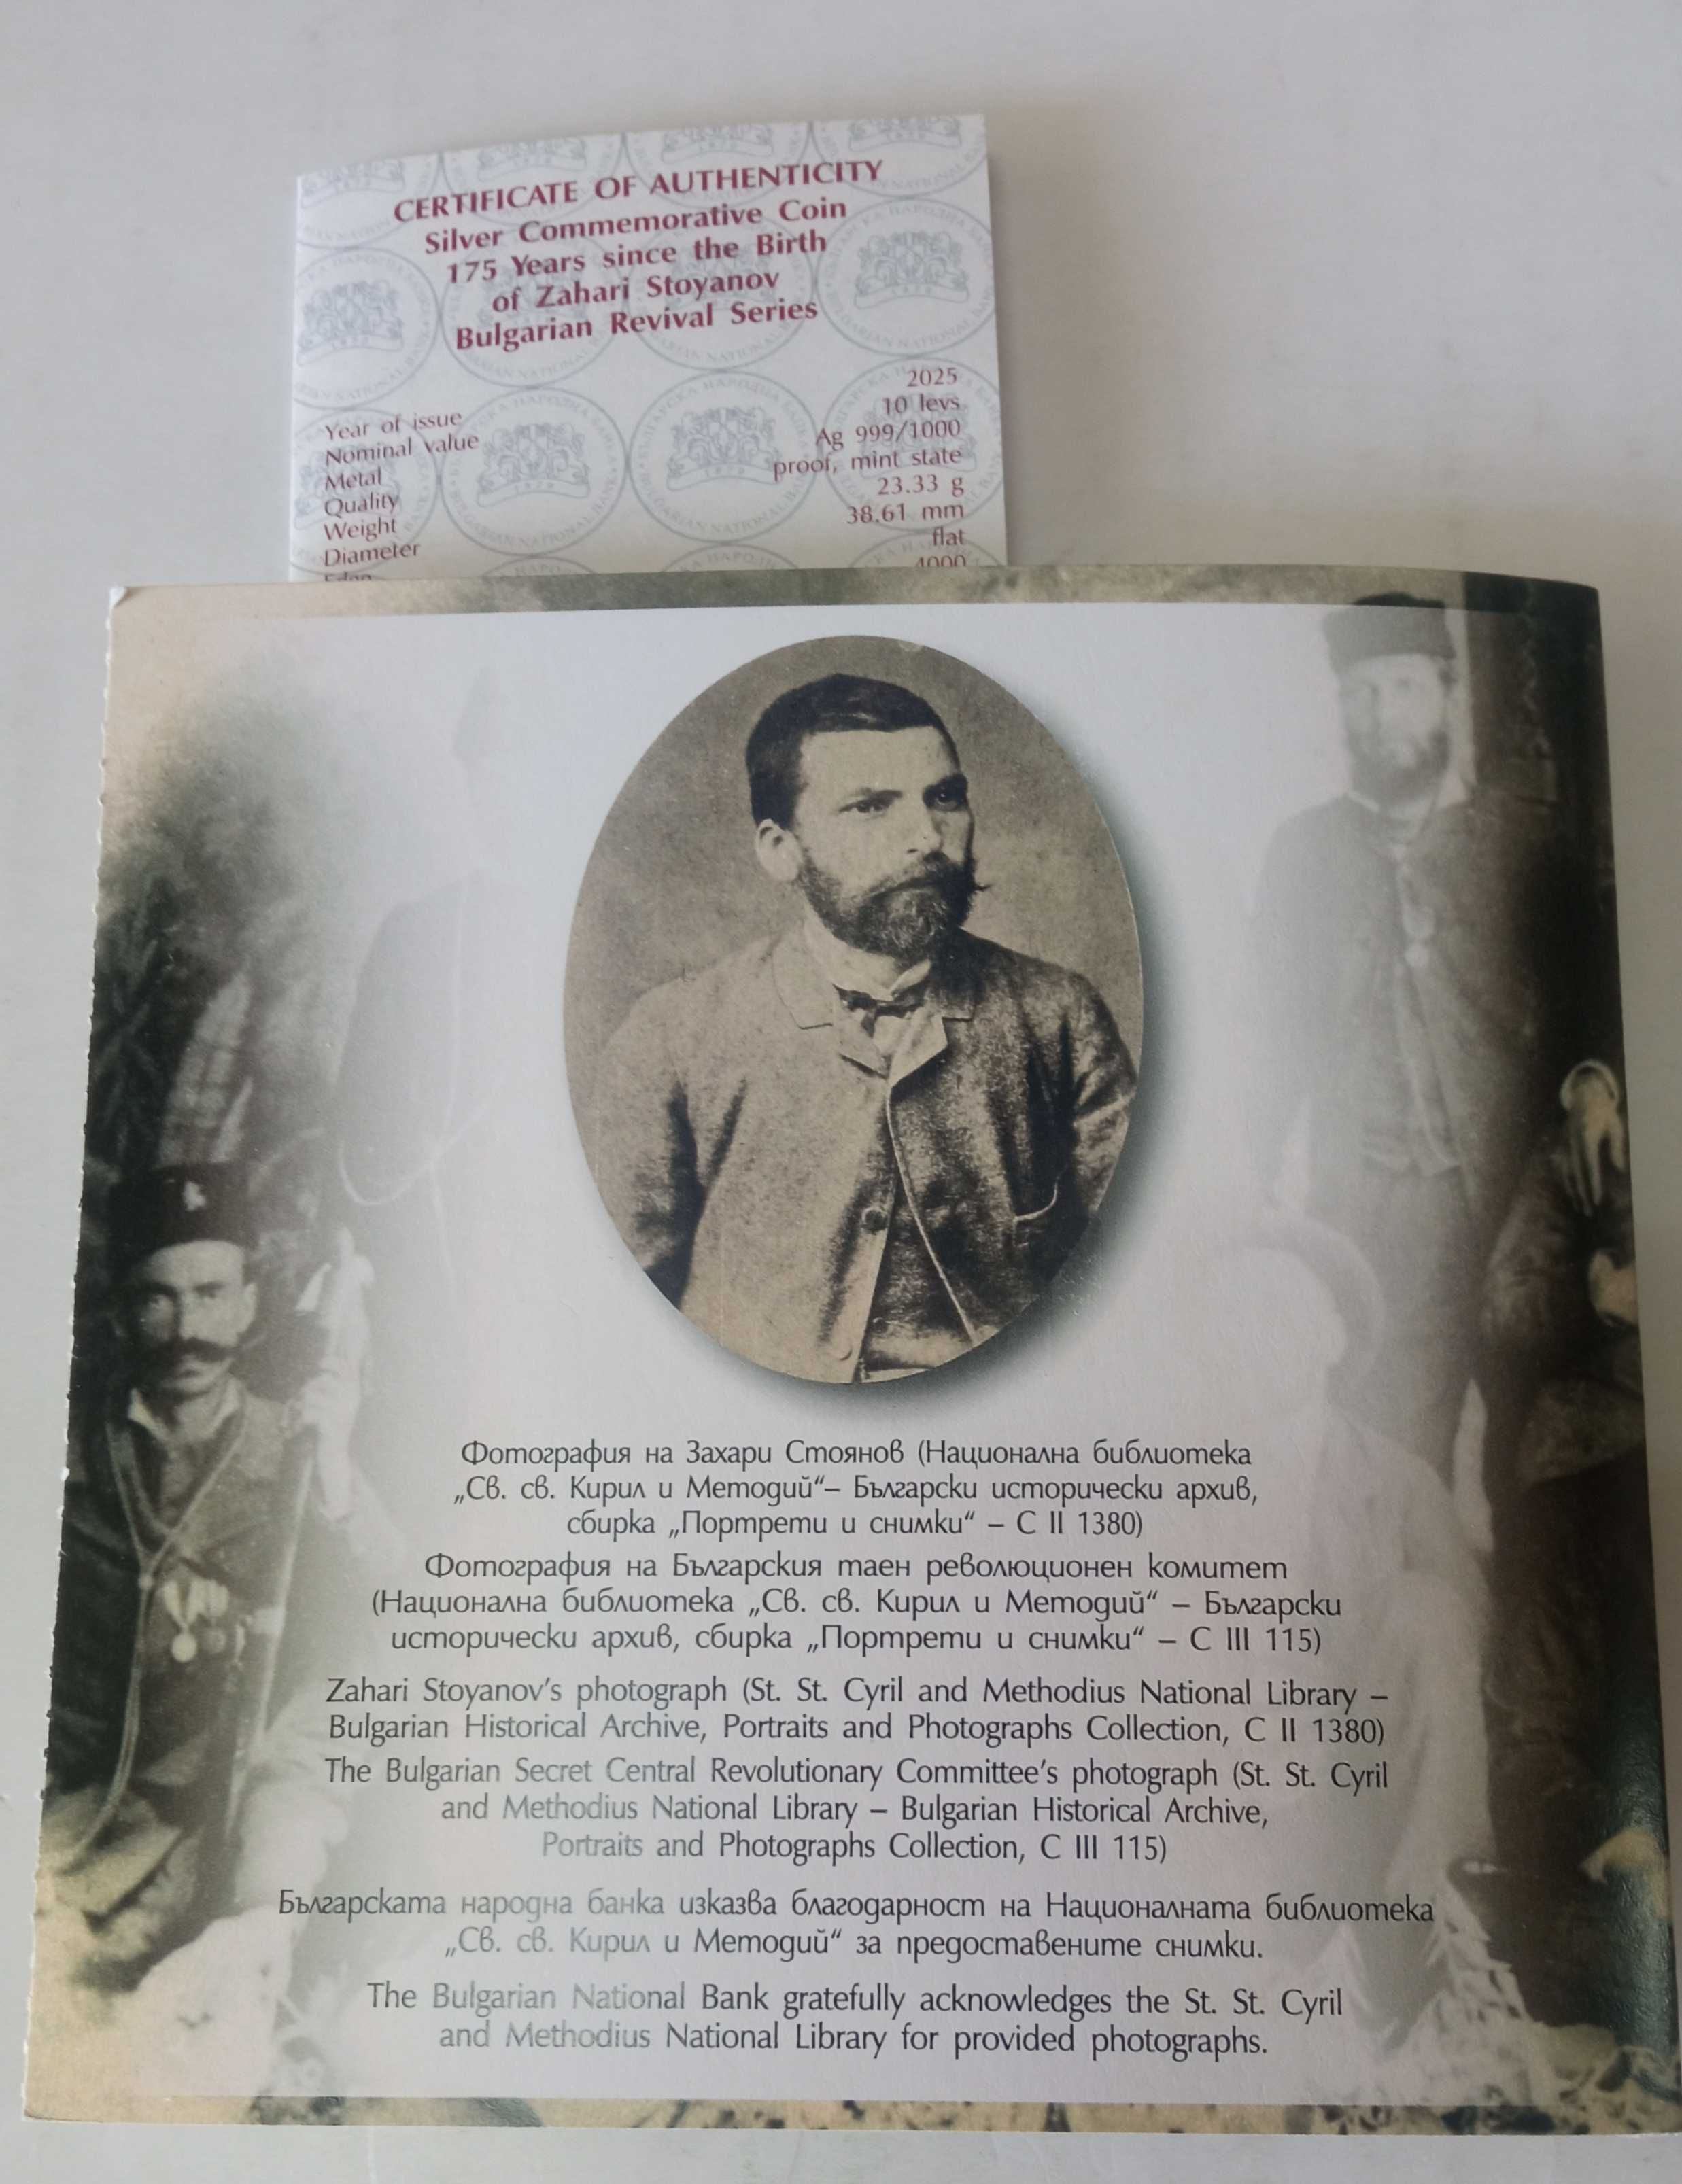 CERTIFICATE OF AUTHENTICITY
Silver Commemorative Coin
175 Years since the Birth
of Zahari Stoyanov
Bulgarian Revival Series
Year of issue 2025
Nominal value 10 levs
Metal Ag 999/1000
Quality proof, mint state
Weight 23.33 g
Diameter 38.61 mm
flat
4000
Фотография на Захари Стоянов (Национална библиотека
„Св. св. Кирил и Методий“– Български исторически архив,
сбирка „Портрети и снимки“ – С II 1380)
Фотография на Българския таен революционен комитет
(Национална библиотека „Св. св. Кирил и Методий“ – Български
исторически архив, сбирка „Портрети и снимки“ – С III 115)
Zahari Stoyanov’s photograph (St. St. Cyril and Methodius National Library –
Bulgarian Historical Archive, Portraits and Photographs Collection, C II 1380)
The Bulgarian Secret Central Revolutionary Committee’s photograph (St. St. Cyril
and Methodius National Library – Bulgarian Historical Archive,
Portraits and Photographs Collection, C III 115)
Българската народна банка изказва благодарност на Националната библиотека
„Св. св. Кирил и Методий“ за предоставените снимки.
The Bulgarian National Bank gratefully acknowledges the St. St. Cyril
and Methodius National Library for provided photographs.